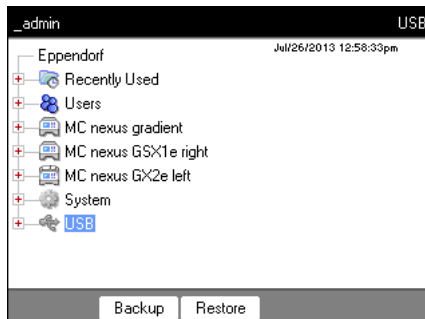 _admin USB
Jul/26/2013 12:58:33pm
Eppendorf
Recently Used
Users
MC nexus gradient
MC nexus GSX1e right
MC nexus GX2e left
System
USB
Backup Restore